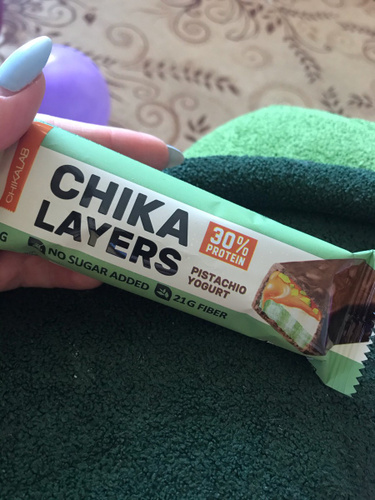 CHIKALAB
CHIKA
LAYERS
30%
PROTEIN
PISTACHIO
YOGURT
G
NO SUGAR ADDED
21G FIBER